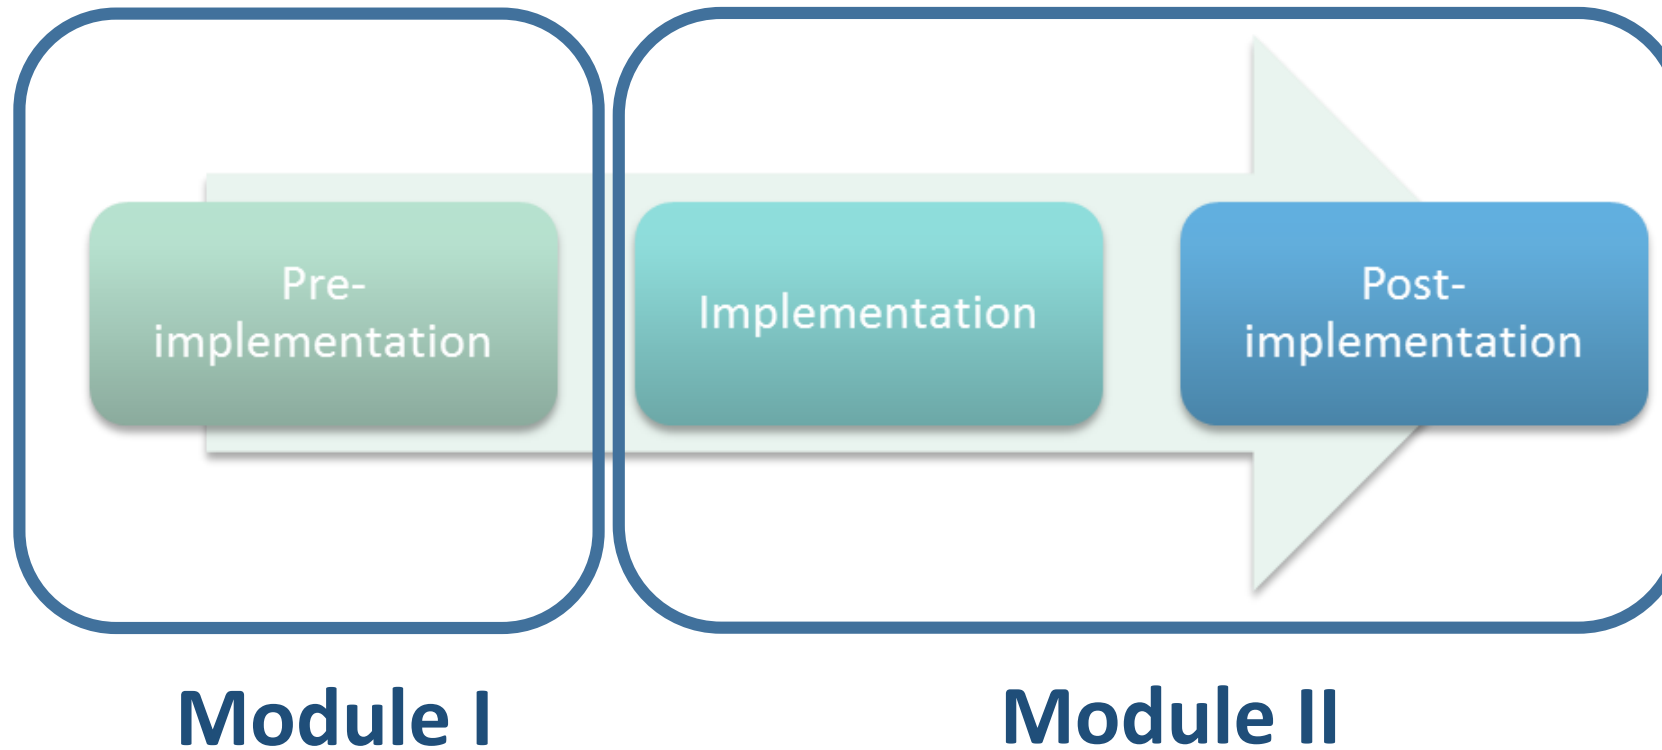 Pre-
implementation
Implementation
Post-
implementation
Module I
Module II